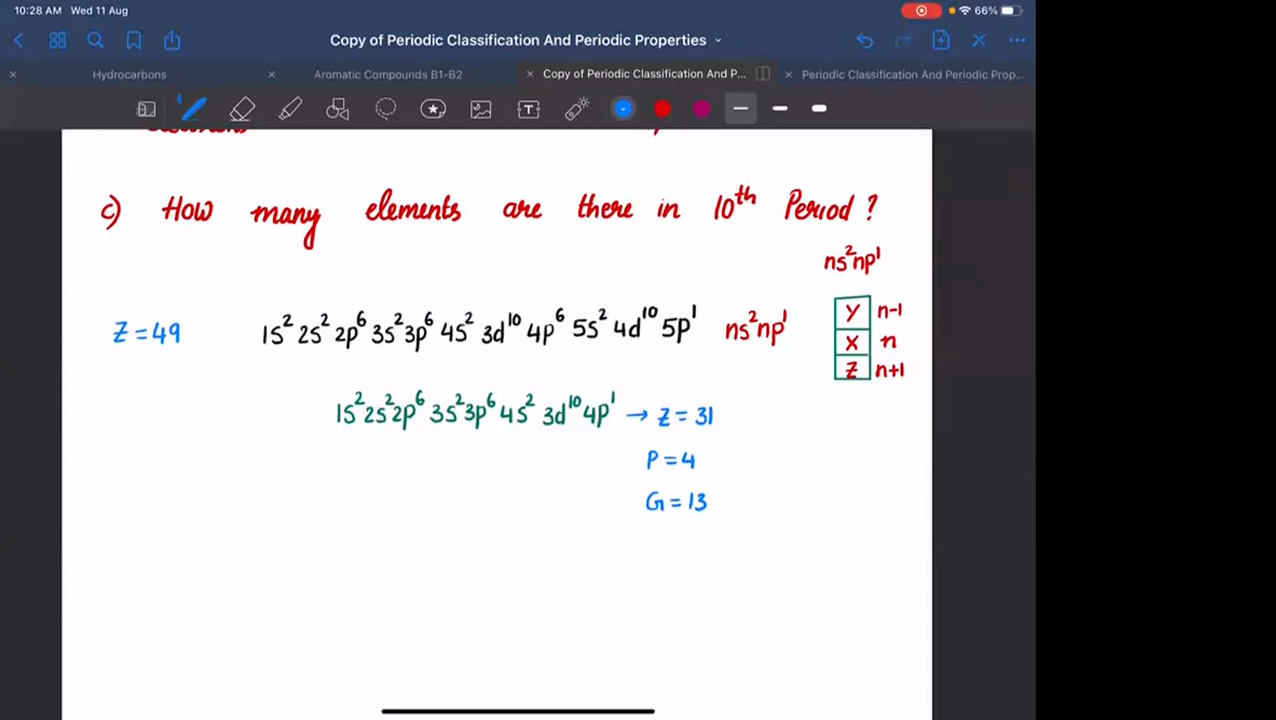 10:28 AM Wed 11 Aug
66%
Copy of Periodic Classification And Periodic Properties
Hydrocarbons
Aromatic Compounds B1-B2
Copy of Periodic Classification And P...
Periodic Classification And Periodic Prop...
T
c) How many elements are there in 10th Period ?
ns²np¹
Z = 49
1s² 2s² 2p⁶ 3s² 3p⁶ 4s² 3d¹⁰ 4p⁶ 5s² 4d¹⁰ 5p¹ ns²np¹
Y n-1
X n
Z n+1
1s² 2s² 2p⁶ 3s² 3p⁶ 4s² 3d¹⁰ 4p¹ → Z = 31
P = 4
G = 13